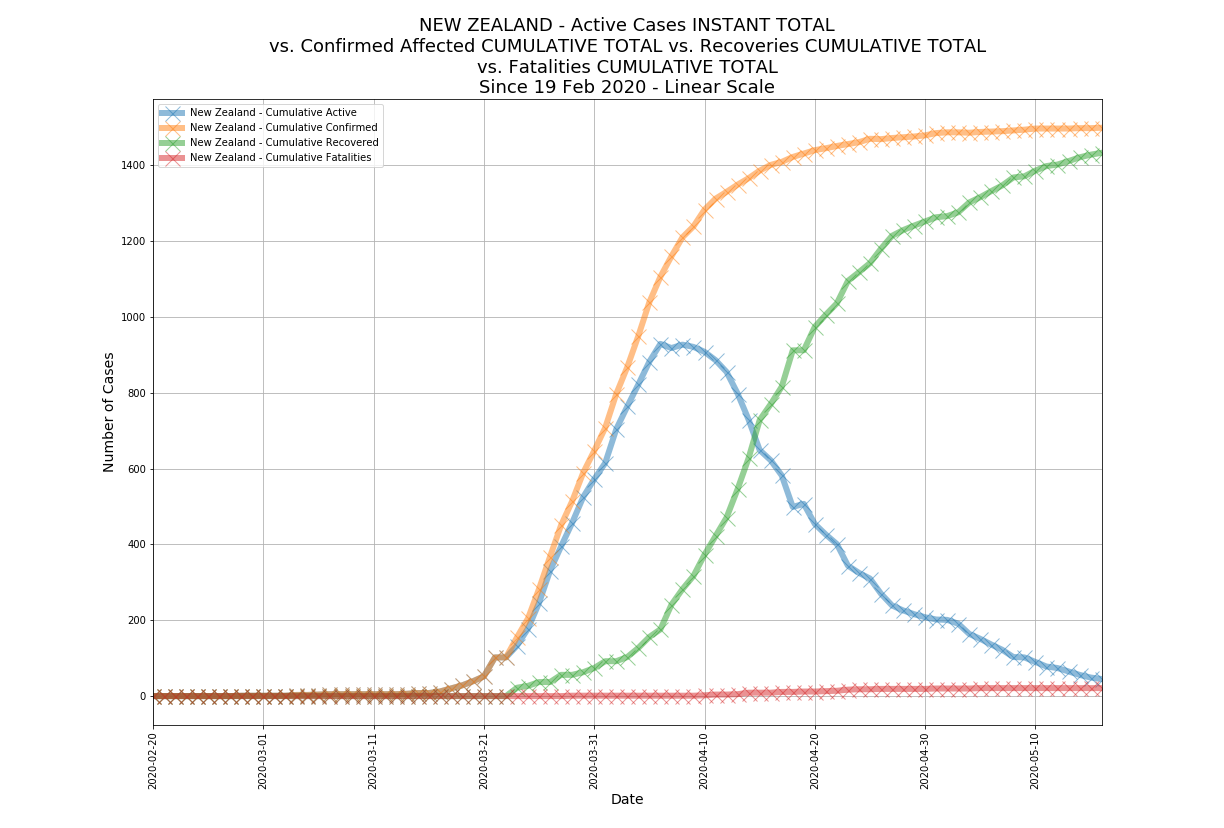 NEW ZEALAND - Active Cases INSTANT TOTAL
vs. Confirmed Affected CUMULATIVE TOTAL vs. Recoveries CUMULATIVE TOTAL
vs. Fatalities CUMULATIVE TOTAL
Since 19 Feb 2020 - Linear Scale
New Zealand - Cumulative Active
New Zealand - Cumulative Confirmed
New Zealand - Cumulative Recovered
New Zealand - Cumulative Fatalities
Number of Cases
1400
1200
1000
800
600
400
200
0
2020-02-20
2020-03-01
2020-03-11
2020-03-21
2020-03-31
2020-04-10
2020-04-20
2020-04-30
2020-05-10
Date